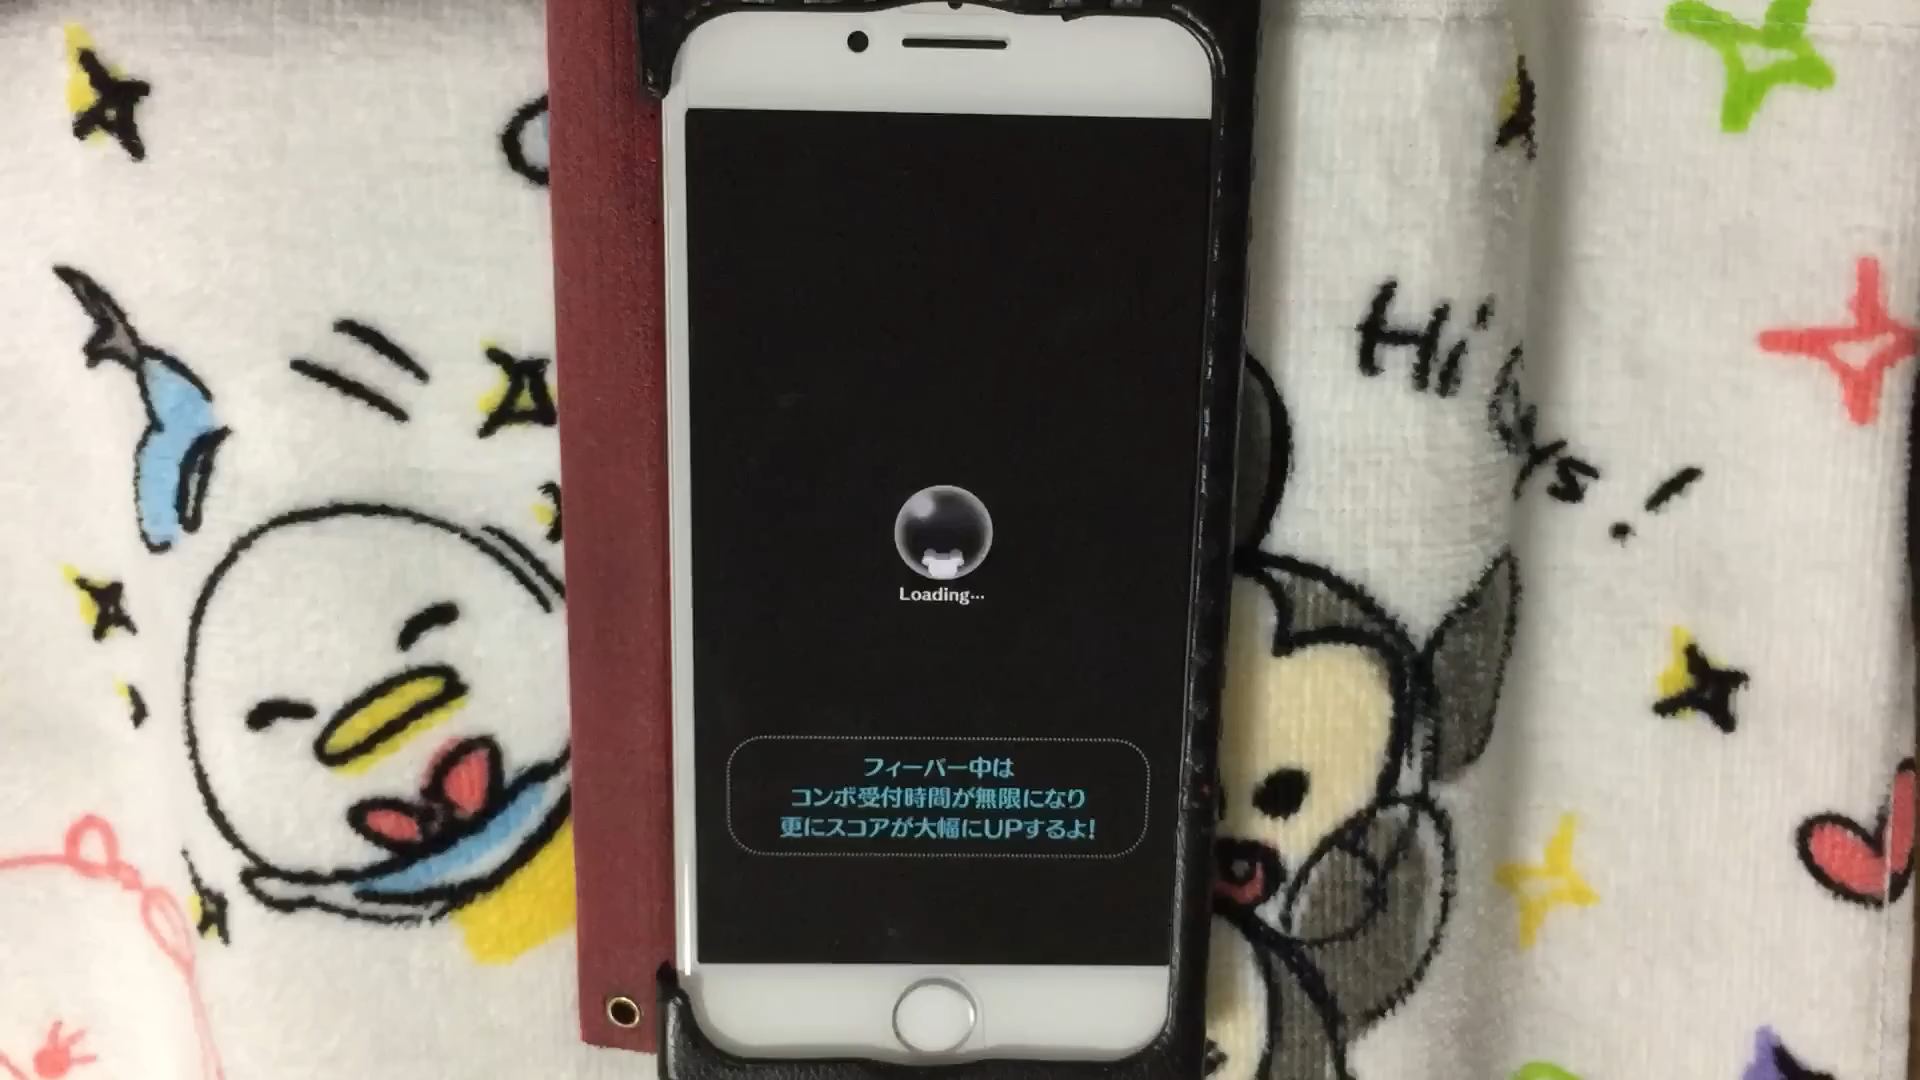 Hi
Loading…
フィーバー中は
コンボ受付時間が無限になり
更にスコアが大幅にUPするよ!